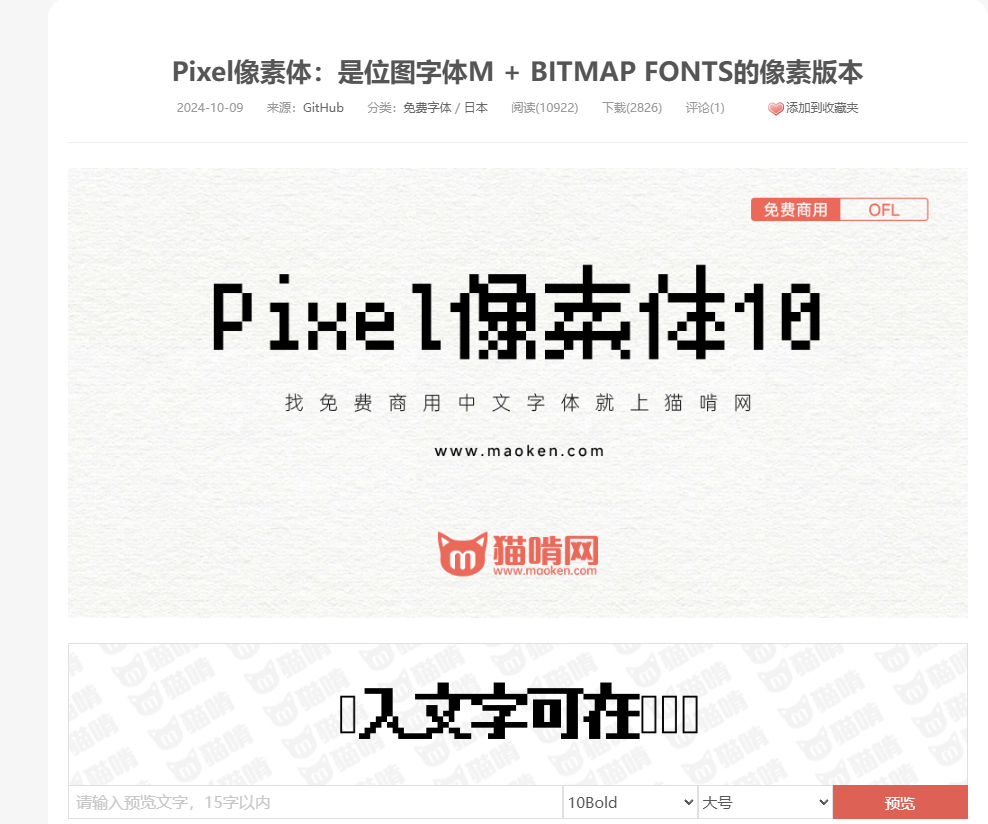 Pixel像素体：是位图字体M + BITMAP FONTS的像素版本
2024-10-09 来源：GitHub 分类：免费字体 / 日本 阅读(10922) 下载(2826) 评论(1) 添加到收藏夹
免费商用 OFL
Pixel像素体10
找免费商用中文字体就上猫啃网
www.maoken.com
猫啃网
www.maoken.com
入文字可在
请输入预览文字，15字以内 10Bold 大号 预览